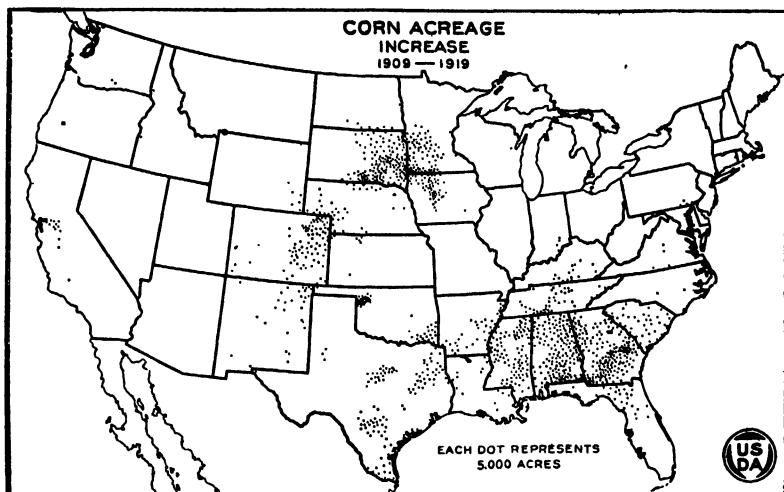 CORN ACREAGE
INCREASE
1909 — 1919
EACH DOT REPRESENTS
5,000 ACRES
US
DA